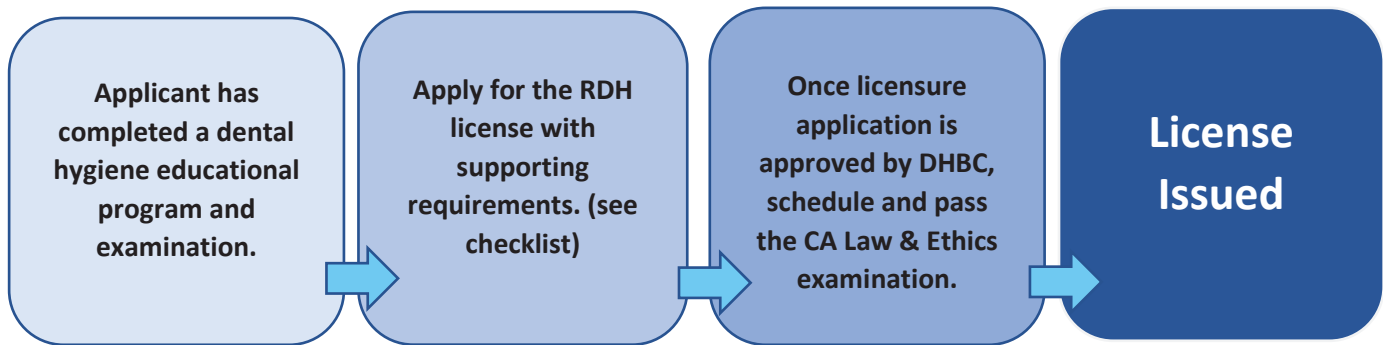 Applicant has
completed a dental
hygiene educational
program and
examination.
Apply for the RDH
license with
supporting
requirements. (see
checklist)
Once licensure
application is
approved by DHBC,
schedule and pass
the CA Law & Ethics
examination.
License
Issued